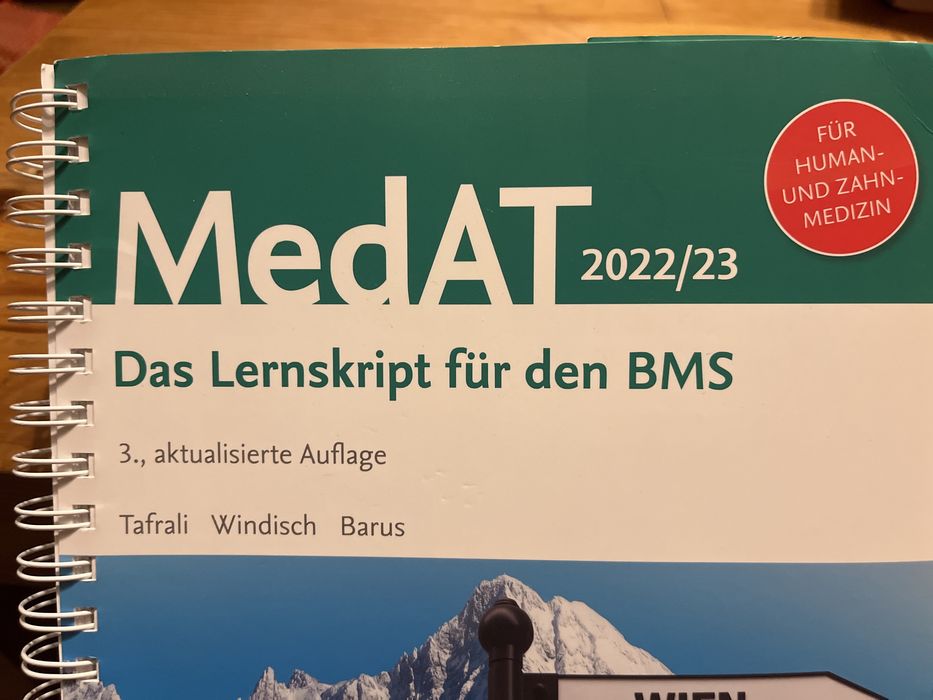 FÜR
HUMAN-
UND ZAHN-
MEDIZIN
MedAT 2022/23
Das Lernskript für den BMS
3., aktualisierte Auflage
Tafrali Windisch Barus
WIEN